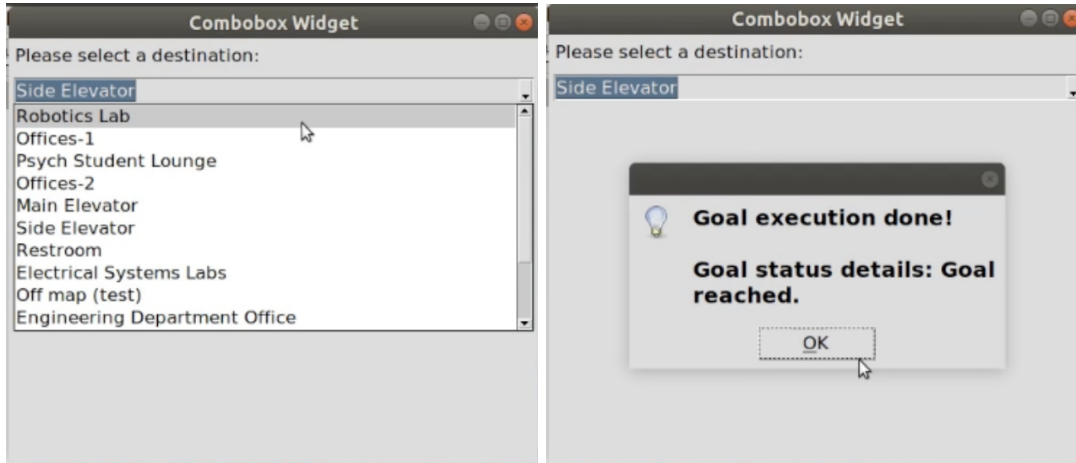 Combobox Widget
Please select a destination:
Side Elevator
Robotics Lab
Offices-1
Psych Student Lounge
Offices-2
Main Elevator
Side Elevator
Restroom
Electrical Systems Labs
Off map (test)
Engineering Department Office
Combobox Widget
Please select a destination:
Side Elevator
Goal execution done!
Goal status details: Goal
reached.
OK